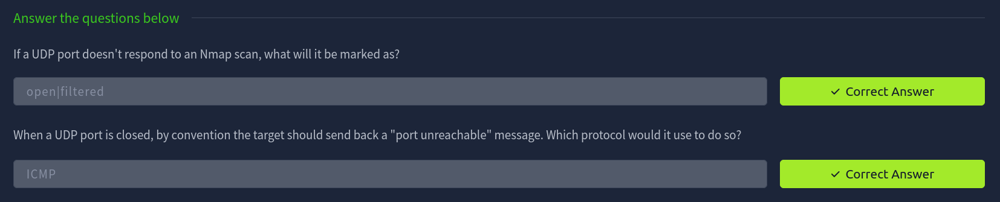 Answer the questions below
If a UDP port doesn't respond to an Nmap scan, what will it be marked as?
open|filtered
✓ Correct Answer
When a UDP port is closed, by convention the target should send back a "port unreachable" message. Which protocol would it use to do so?
ICMP
✓ Correct Answer